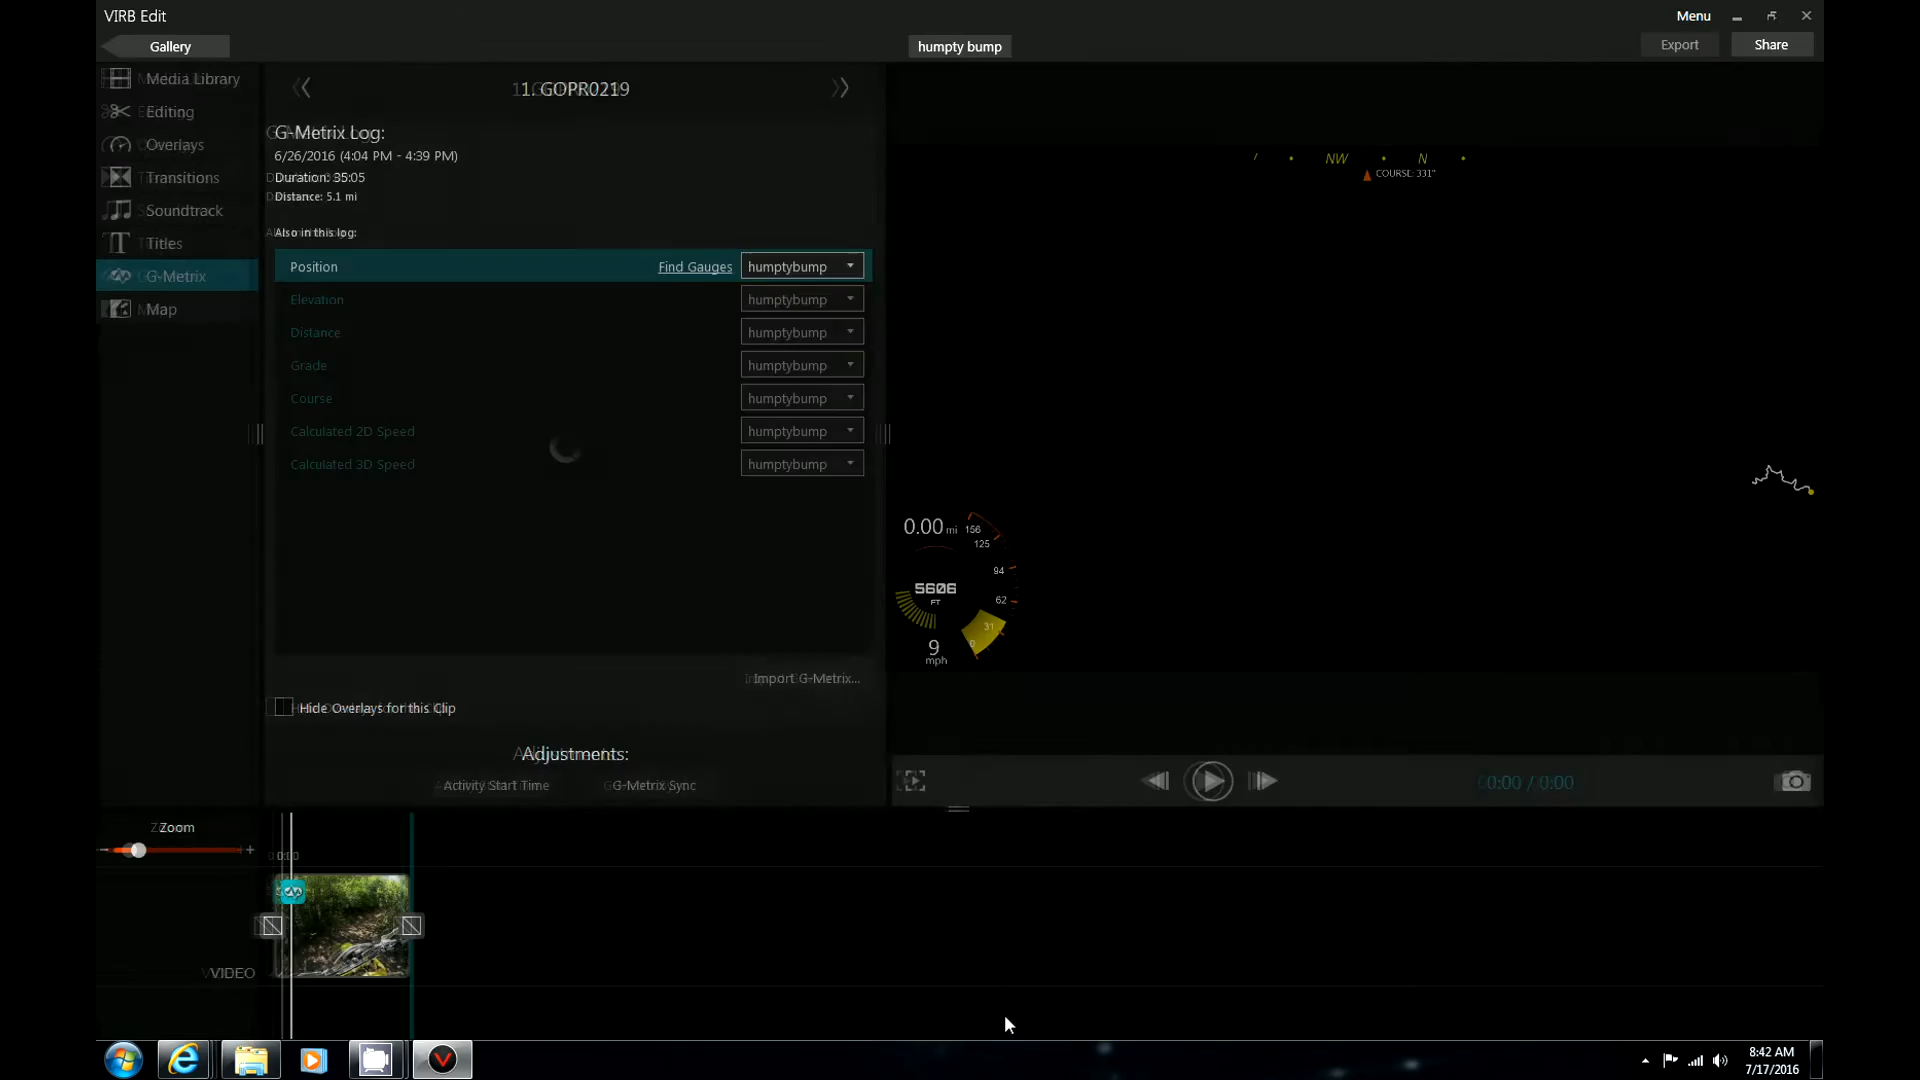 VIRB Edit
Menu
Gallery
humpty bump
Export
Share
Media Library
Editing
Overlays
Transitions
Soundtrack
Titles
G-Metrix
Map
1. GOPR0219
G-Metrix Log:
6/26/2016 (4:04 PM - 4:39 PM)
Duration: 35:05
Distance: 5.1 mi
Also in this log:
Position Find Gauges humptybump
Elevation humptybump
Distance humptybump
Grade humptybump
Course humptybump
Calculated 2D Speed humptybump
Calculated 3D Speed humptybump
Import G-Metrix...
Hide Overlays for this Clip
Adjustments:
Activity Start Time G-Metrix Sync
NW N
COURSE: 331°
0.00 mi
156
125
94
62
31
0
5606
FT
9
mph
00:00 / 0:00
Zoom
- +
0:00
VIDEO
8:42 AM
7/17/2016